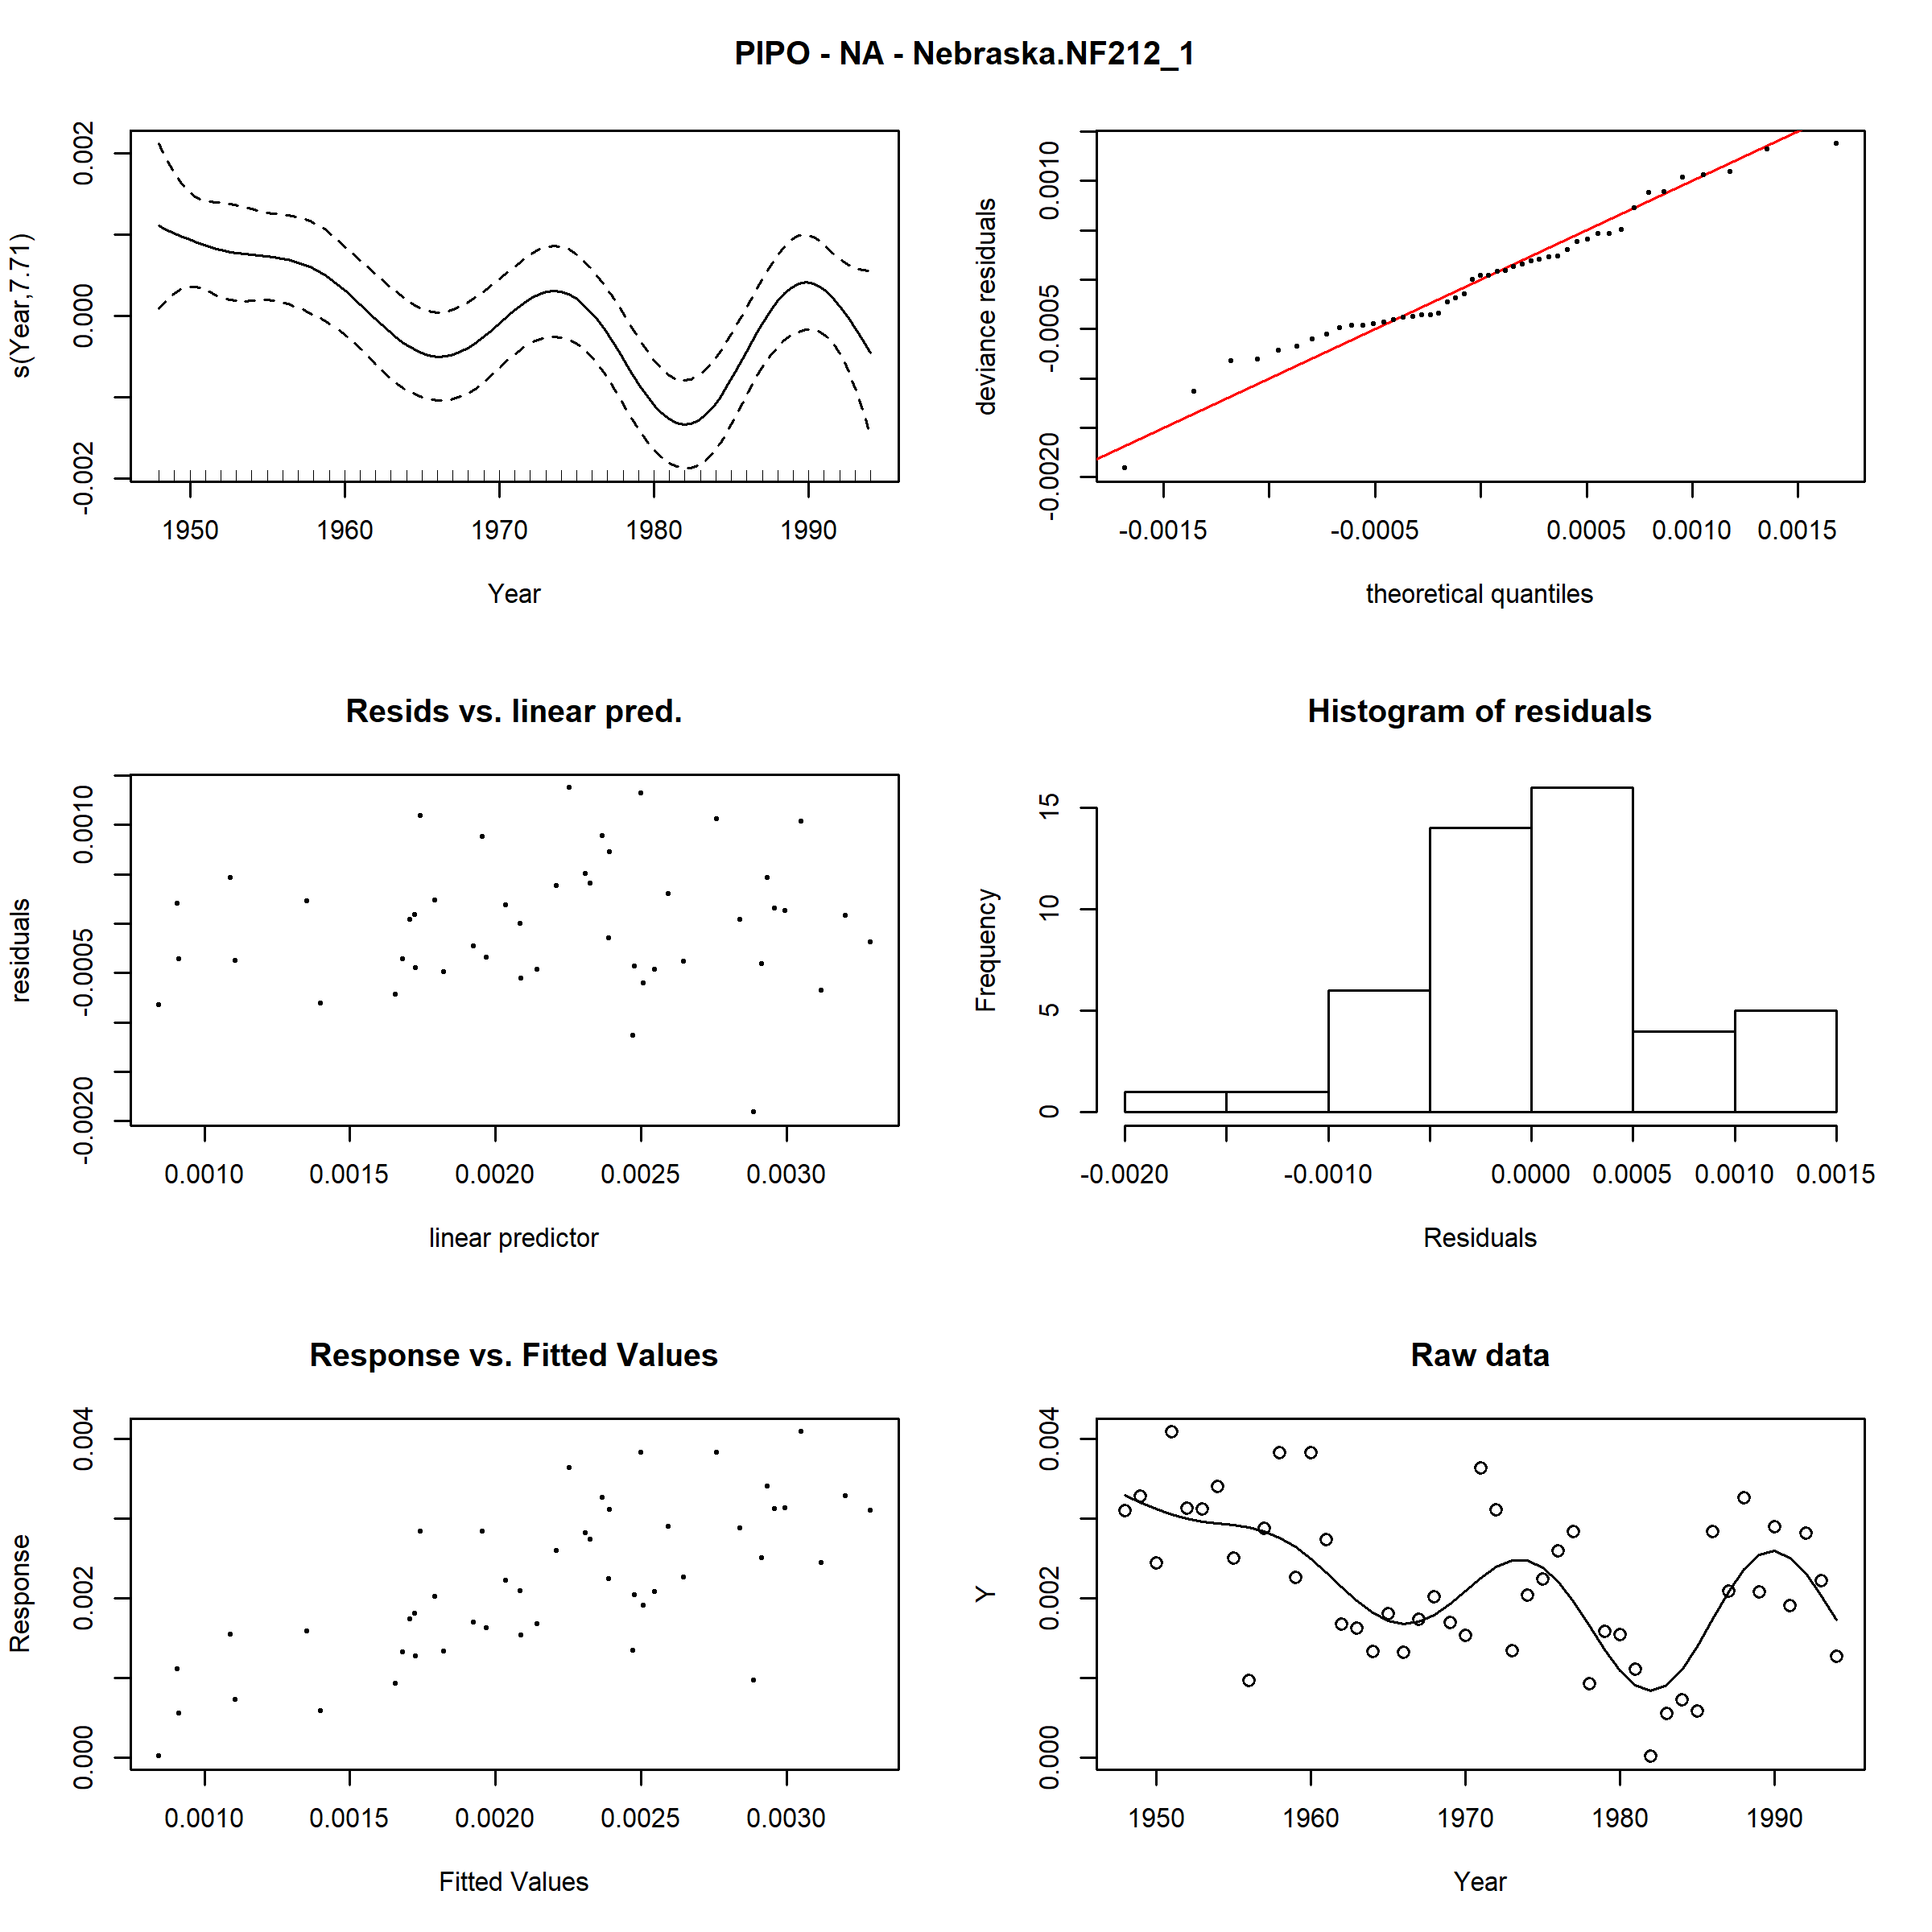 PIPO - NA - Nebraska.NF212_1
s(Year,7.71)
-0.002 0.000 0.002
1950 1960 1970 1980 1990
Year
deviance residuals
-0.0020 -0.0005 0.0010
-0.0015 -0.0005 0.0005 0.0010 0.0015
theoretical quantiles
Resids vs. linear pred.
residuals
-0.0020 -0.0005 0.0010
0.0010 0.0015 0.0020 0.0025 0.0030
linear predictor
Histogram of residuals
Frequency
0 5 10 15
-0.0020 -0.0010 0.0000 0.0005 0.0010 0.0015
Residuals
Response vs. Fitted Values
Response
0.000 0.002 0.004
0.0010 0.0015 0.0020 0.0025 0.0030
Fitted Values
Raw data
Y
0.000 0.002 0.004
1950 1960 1970 1980 1990
Year